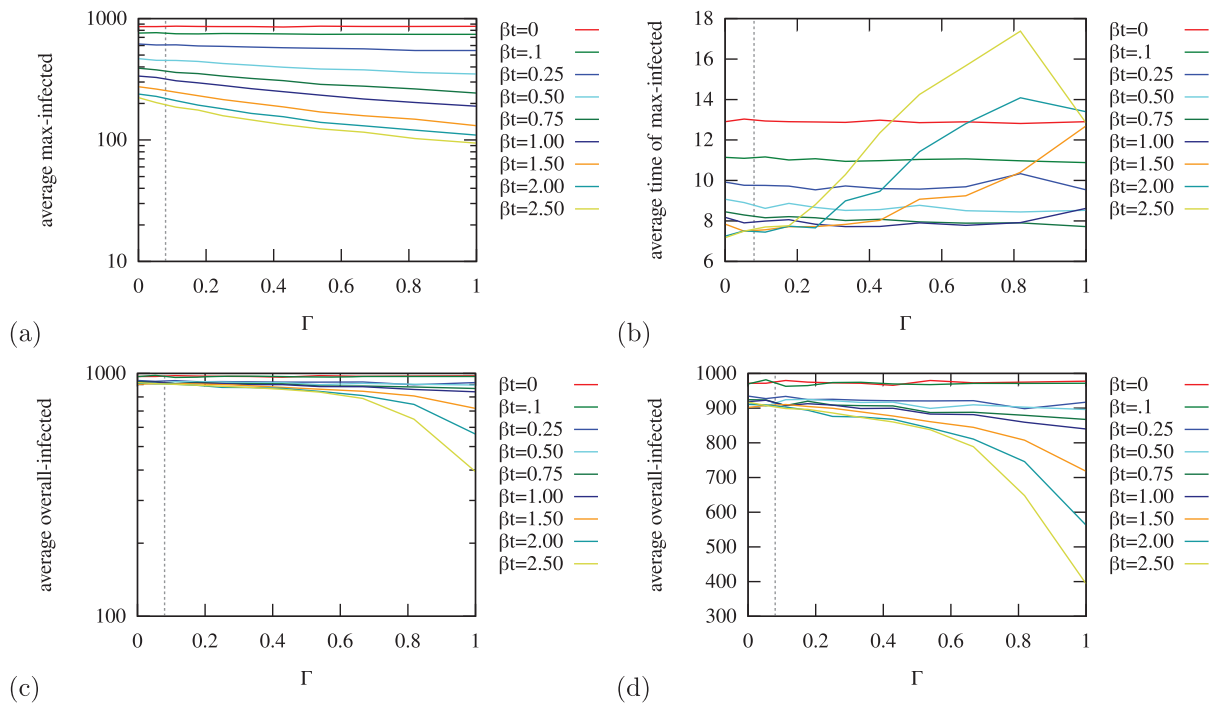 1000
100
10
0
0.2
0.4
0.6
0.8
1
average max-infected
Γ
βt=0
βt=.1
βt=0.25
βt=0.50
βt=0.75
βt=1.00
βt=1.50
βt=2.00
βt=2.50
(a)
18
16
14
12
10
8
6
0
0.2
0.4
0.6
0.8
1
average time of max-infected
Γ
βt=0
βt=.1
βt=0.25
βt=0.50
βt=0.75
βt=1.00
βt=1.50
βt=2.00
βt=2.50
(b)
1000
100
0
0.2
0.4
0.6
0.8
1
average overall-infected
Γ
βt=0
βt=.1
βt=0.25
βt=0.50
βt=0.75
βt=1.00
βt=1.50
βt=2.00
βt=2.50
(c)
1000
900
800
700
600
500
400
300
0
0.2
0.4
0.6
0.8
1
average overall-infected
Γ
βt=0
βt=.1
βt=0.25
βt=0.50
βt=0.75
βt=1.00
βt=1.50
βt=2.00
βt=2.50
(d)